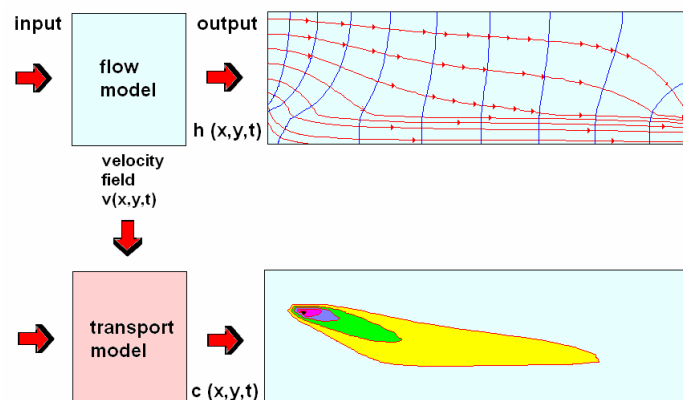 input
output
flow
model
h (x,y,t)
velocity
field
v(x,y,t)
transport
model
c (x,y,t)